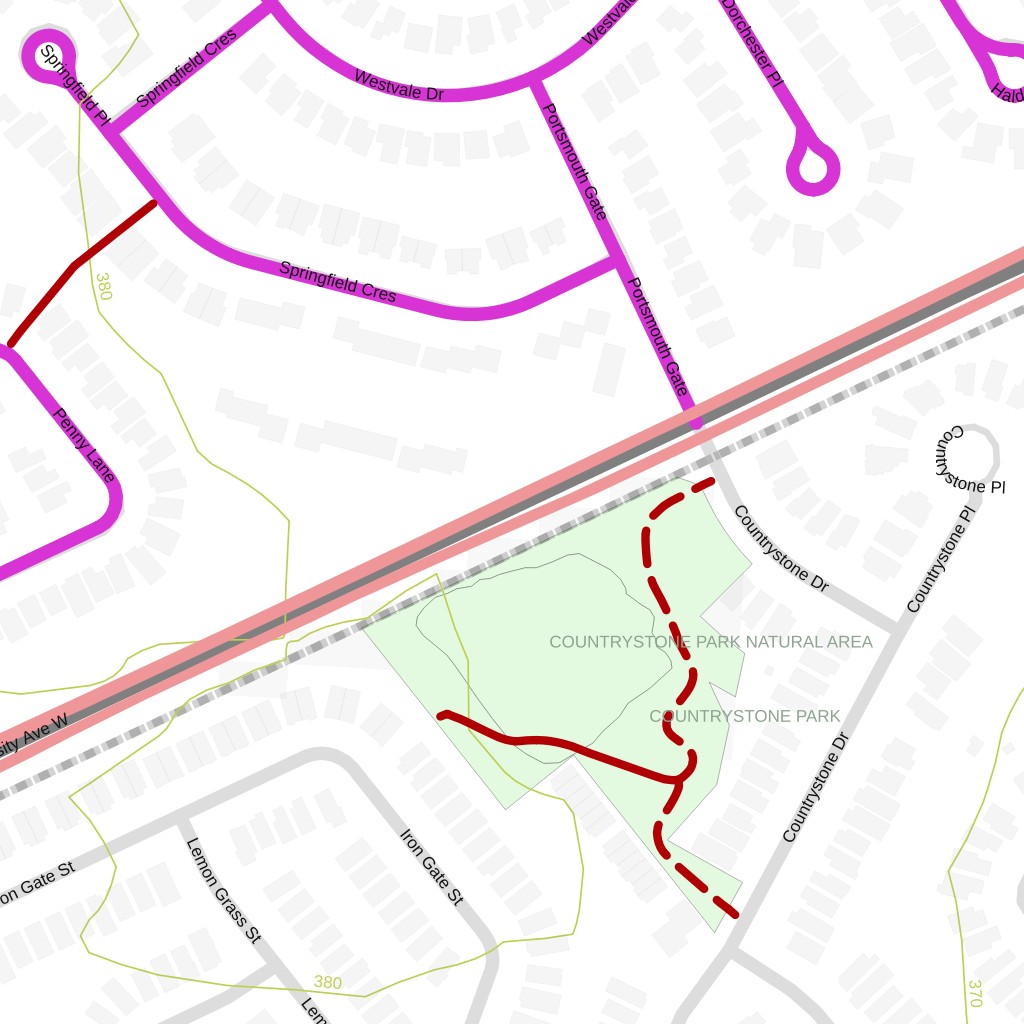 Springfield Pl
Springfield Cres
Westvale Dr
Westvale
Dorchester Pl
Hald
Portsmouth Gate
Springfield Cres
380
Portsmouth Gate
Penny Lane
Countrystone Pl
Countrystone Dr
Countrystone Pl
COUNTRYSTONE PARK NATURAL AREA
COUNTRYSTONE PARK
sity Ave W
Countrystone Dr
on Gate St
Lemon Grass St
Iron Gate St
380
370
Lem